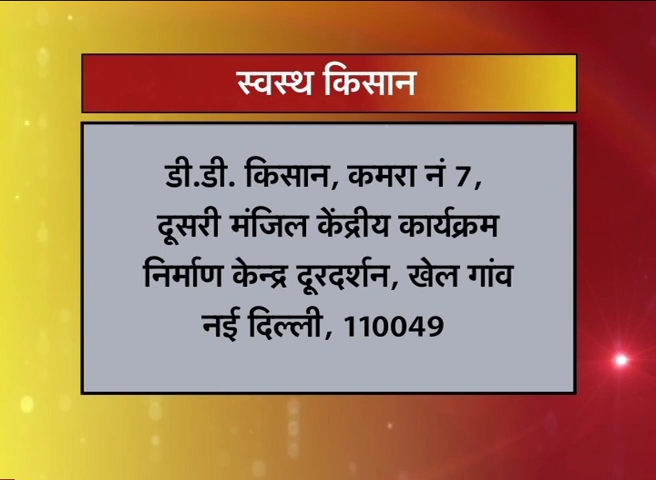 स्वस्थ किसान
डी.डी. किसान, कमरा नं 7,
दूसरी मंजिल केंद्रीय कार्यक्रम
निर्माण केन्द्र दूरदर्शन, खेल गांव
नई दिल्ली, 110049